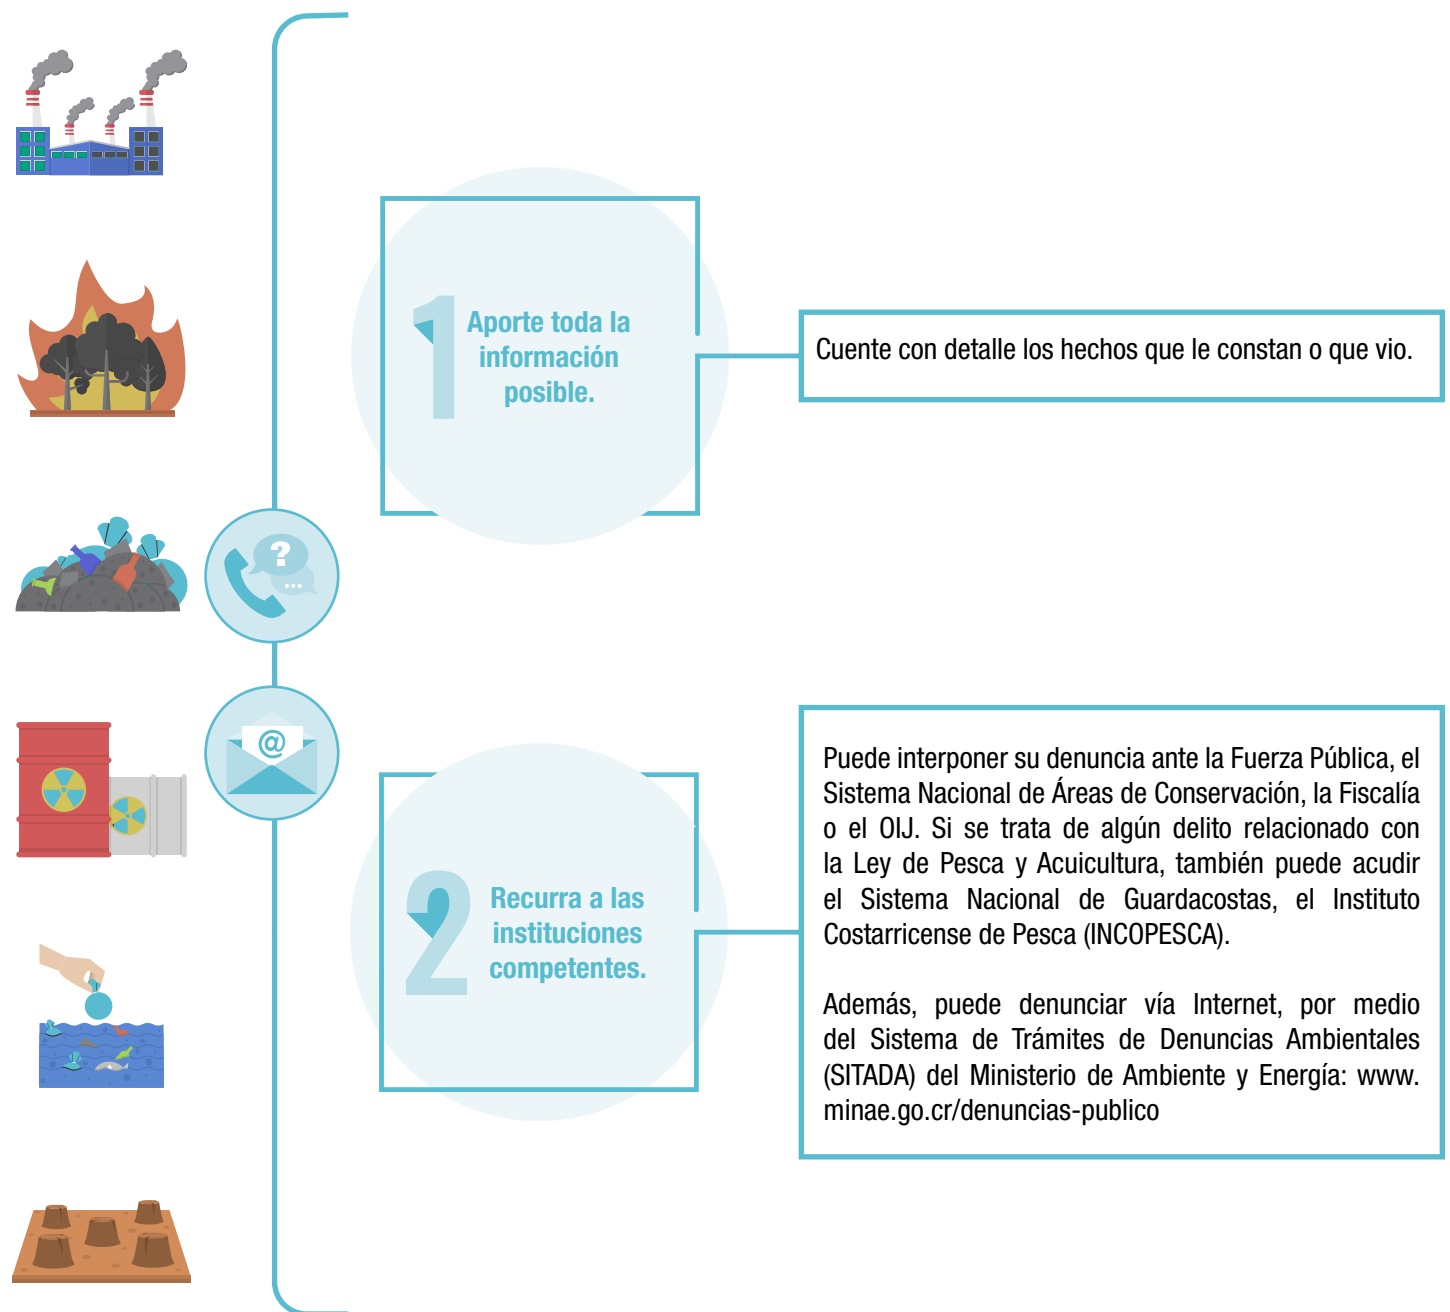 1
Aporte toda la
información
posible.
Cuente con detalle los hechos que le constan o que vio.
?
...
@
2
Recurra a las
instituciones
competentes.
Puede interponer su denuncia ante la Fuerza Pública, el
Sistema Nacional de Áreas de Conservación, la Fiscalía
o el OIJ. Si se trata de algún delito relacionado con
la Ley de Pesca y Acuicultura, también puede acudir
el Sistema Nacional de Guardacostas, el Instituto
Costarricense de Pesca (INCOPESCA).
Además, puede denunciar vía Internet, por medio
del Sistema de Trámites de Denuncias Ambientales
(SITADA) del Ministerio de Ambiente y Energía: www.
minae.go.cr/denuncias-publico